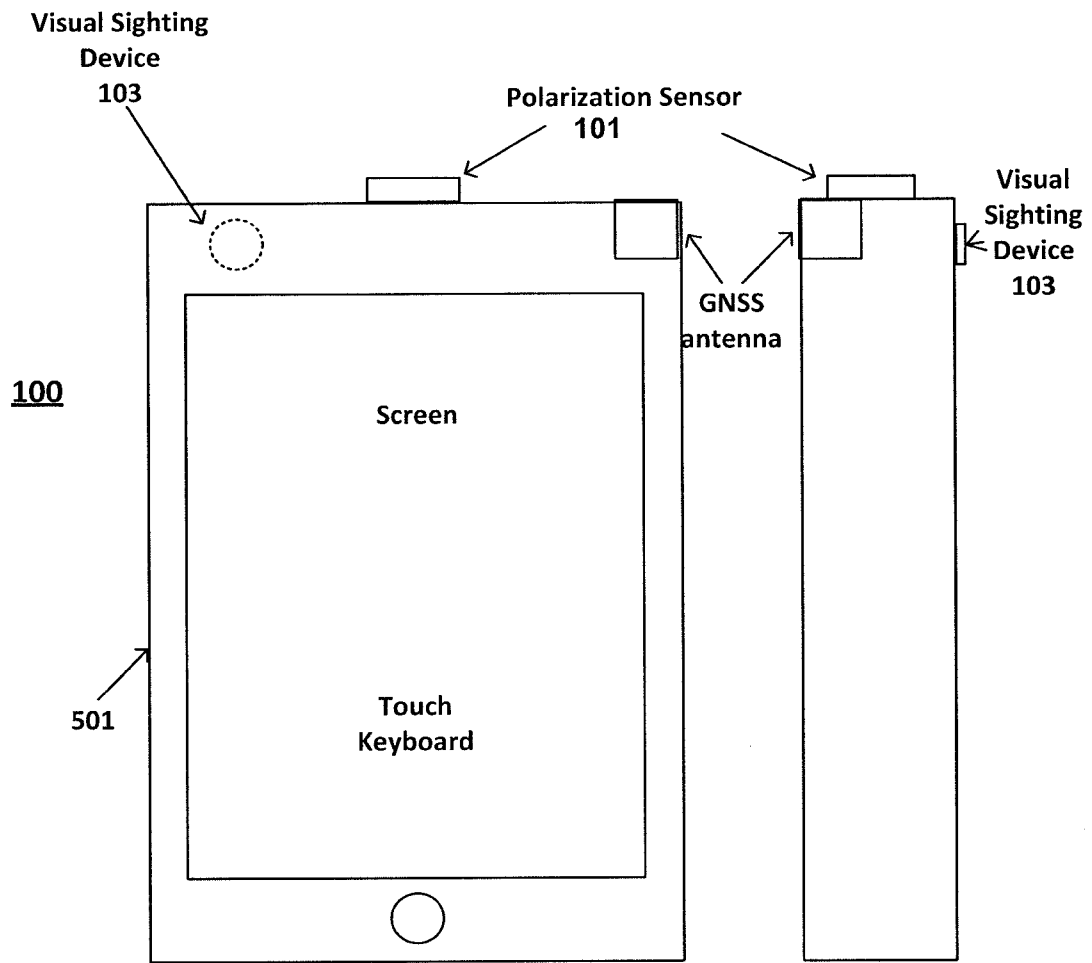 Visual Sighting
Device
103
Polarization Sensor
101
Visual
Sighting
Device
103
GNSS
antenna
100
Screen
501
Touch
Keyboard